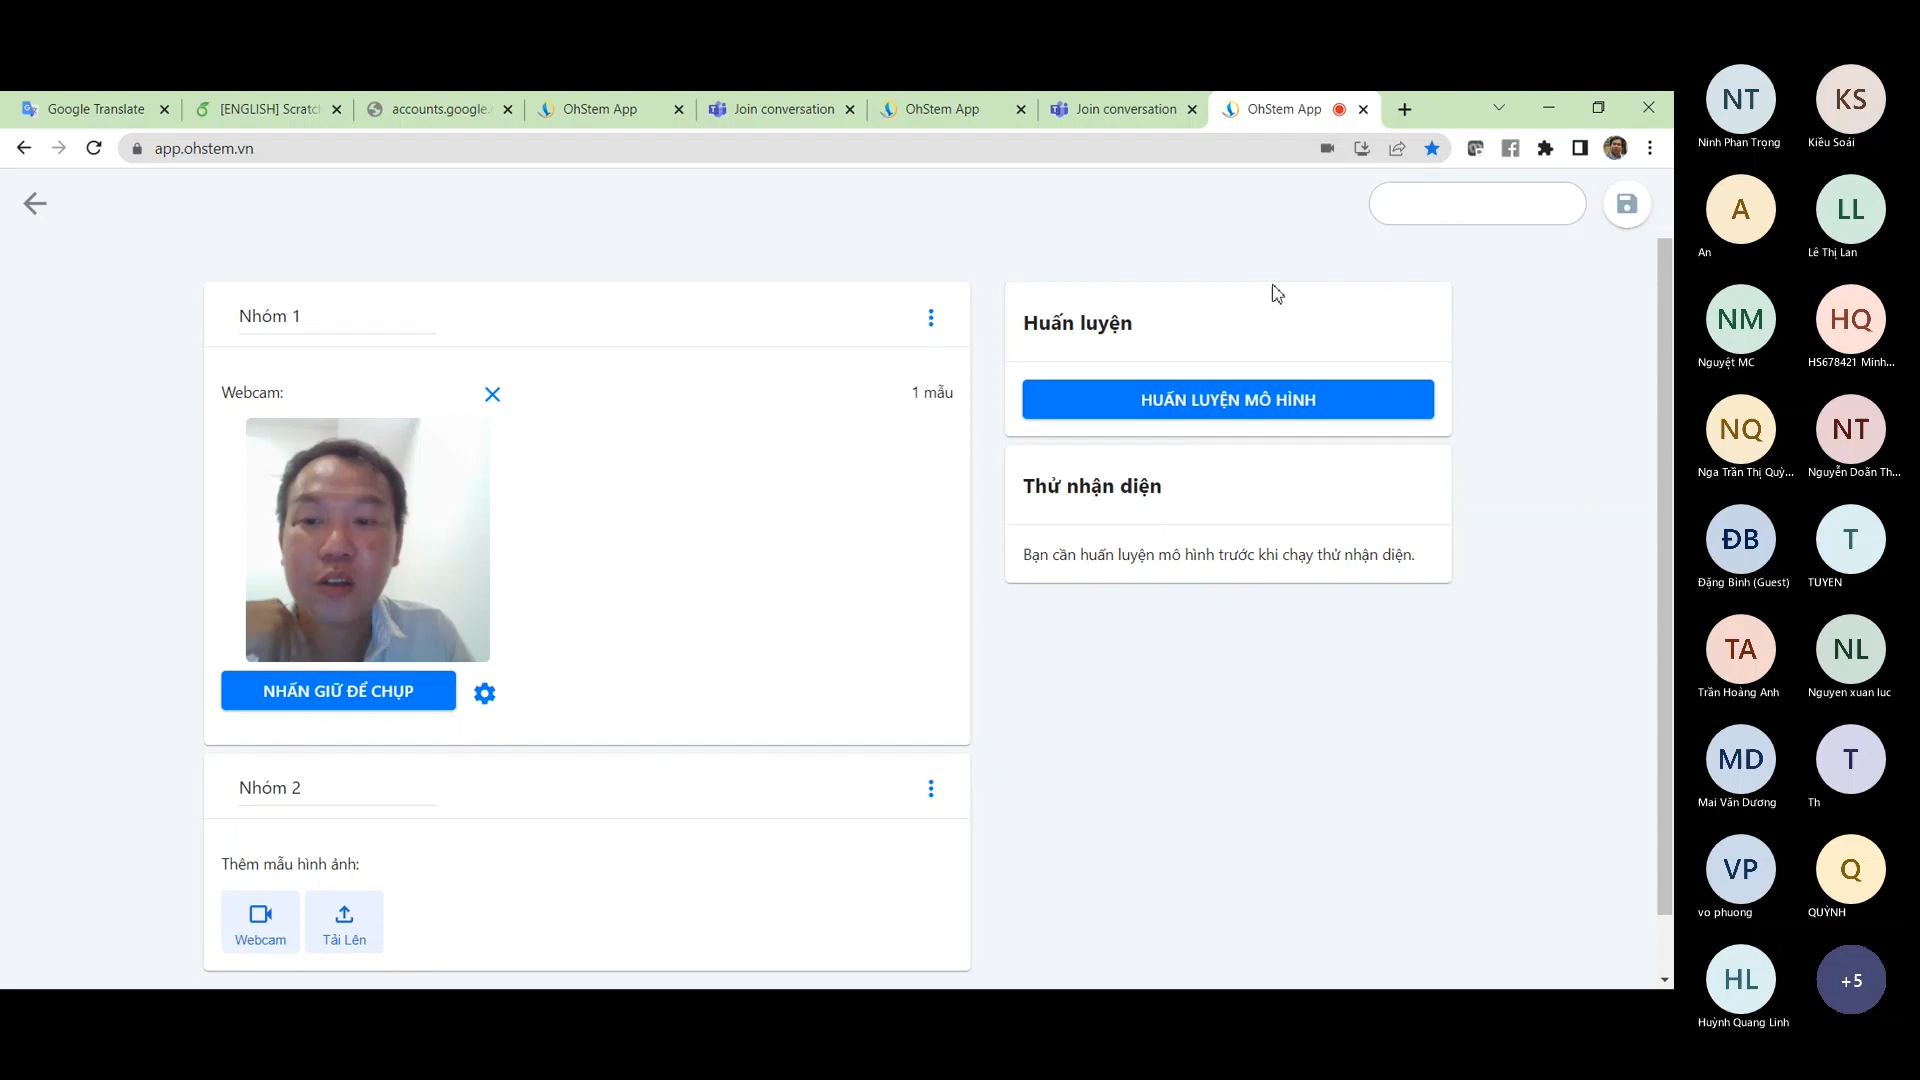 Google Translate
[ENGLISH] Scratc
accounts.google.
OhStem App
Join conversation
OhStem App
Join conversation
OhStem App
app.ohstem.vn
Nhóm 1
Webcam:
1 mẫu
NHẤN GIỮ ĐỂ CHỤP
Nhóm 2
Thêm mẫu hình ảnh:
Webcam
Tải Lên
Huấn luyện
HUẤN LUYỆN MÔ HÌNH
Thử nhận diện
Bạn cần huấn luyện mô hình trước khi chạy thử nhận diện.
NT
Ninh Phan Trọng
KS
Kiều Soái
A
An
LL
Lê Thị Lan
NM
Nguyệt MC
HQ
HS678421 Minh...
NQ
Nga Trần Thị Quỳ...
NT
Nguyễn Doãn Th...
ĐB
Đặng Bình (Guest)
T
TUYEN
TA
Trần Hoàng Anh
NL
Nguyen xuan luc
MD
Mai Văn Dương
T
Th
VP
vo phuong
Q
QUỲNH
HL
Huỳnh Quang Linh
+5